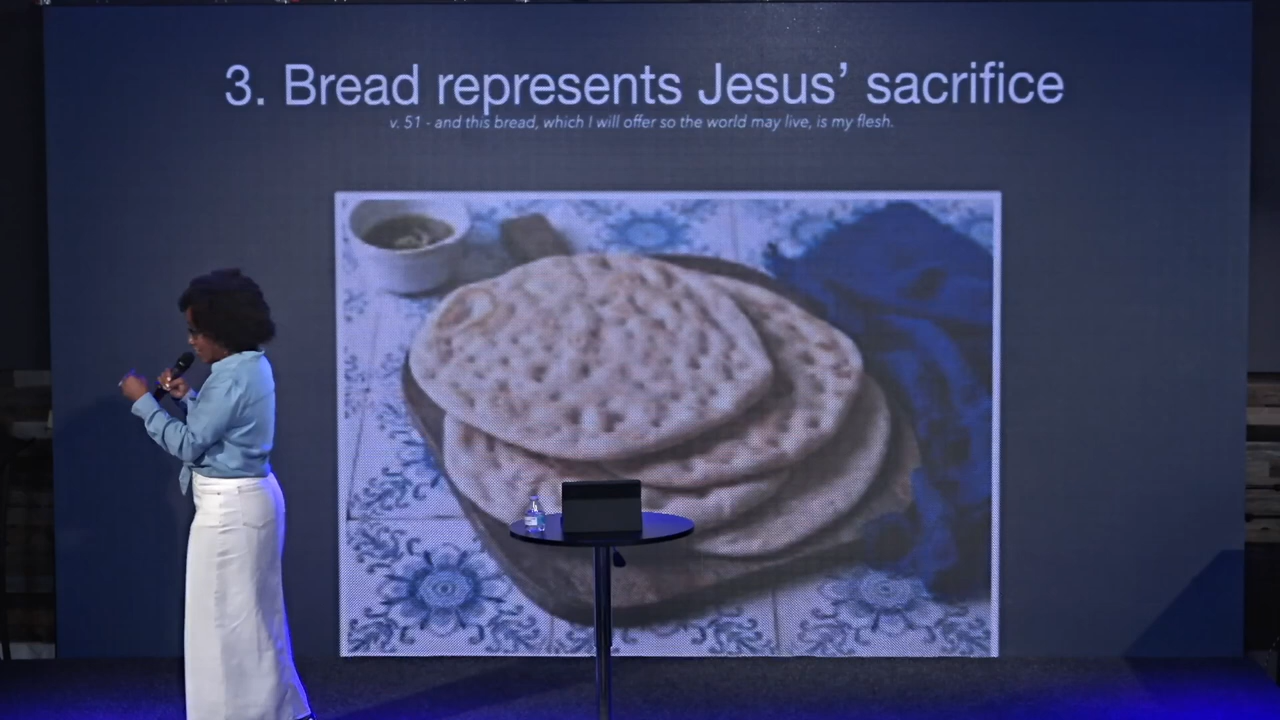 3. Bread represents Jesus’ sacrifice
v. 51 - and this bread, which I will offer so the world may live, is my flesh.